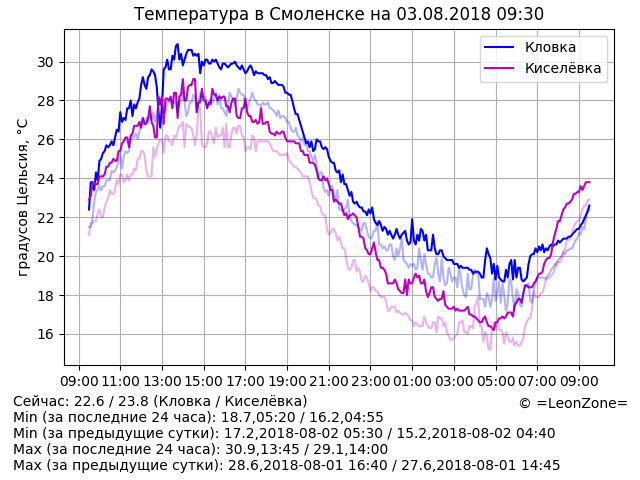 Температура в Смоленске на 03.08.2018 09:30
Кловка
Киселёвка
градусов Цельсия, °C
30
28
26
24
22
20
18
16
09:00 11:00 13:00 15:00 17:00 19:00 21:00 23:00 01:00 03:00 05:00 07:00 09:00
Сейчас: 22.6 / 23.8 (Кловка / Киселёвка)
© =LeonZone=
Min (за последние 24 часа): 18.7,05:20 / 16.2,04:55
Min (за предыдущие сутки): 17.2,2018-08-02 05:30 / 15.2,2018-08-02 04:40
Max (за последние 24 часа): 30.9,13:45 / 29.1,14:00
Max (за предыдущие сутки): 28.6,2018-08-01 16:40 / 27.6,2018-08-01 14:45